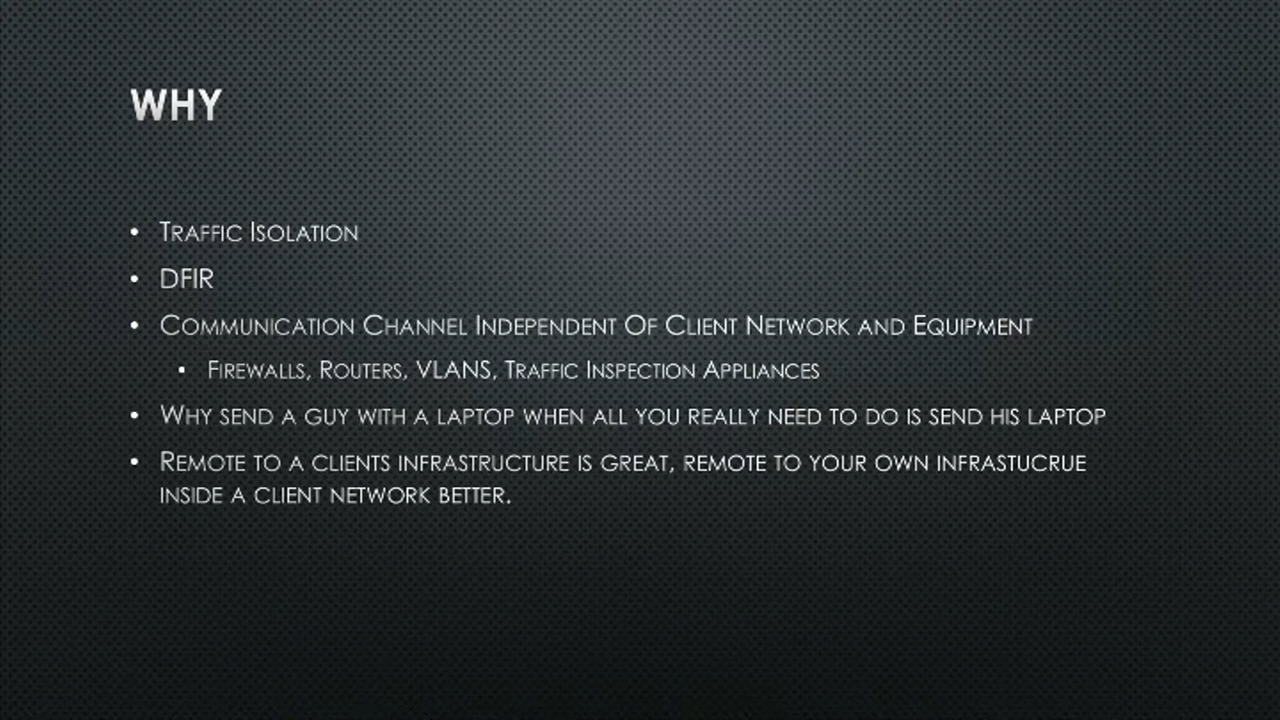 WHY
• TRAFFIC ISOLATION
• DFIR
• COMMUNICATION CHANNEL INDEPENDENT OF CLIENT NETWORK AND EQUIPMENT
• FIREWALLS, ROUTERS, VLANS, TRAFFIC INSPECTION APPLIANCES
• WHY SEND A GUY WITH A LAPTOP WHEN ALL YOU REALLY NEED TO DO IS SEND HIS LAPTOP
• REMOTE TO A CLIENTS INFRASTRUCTURE IS GREAT, REMOTE TO YOUR OWN INFRASTUCRUE
INSIDE A CLIENT NETWORK BETTER.